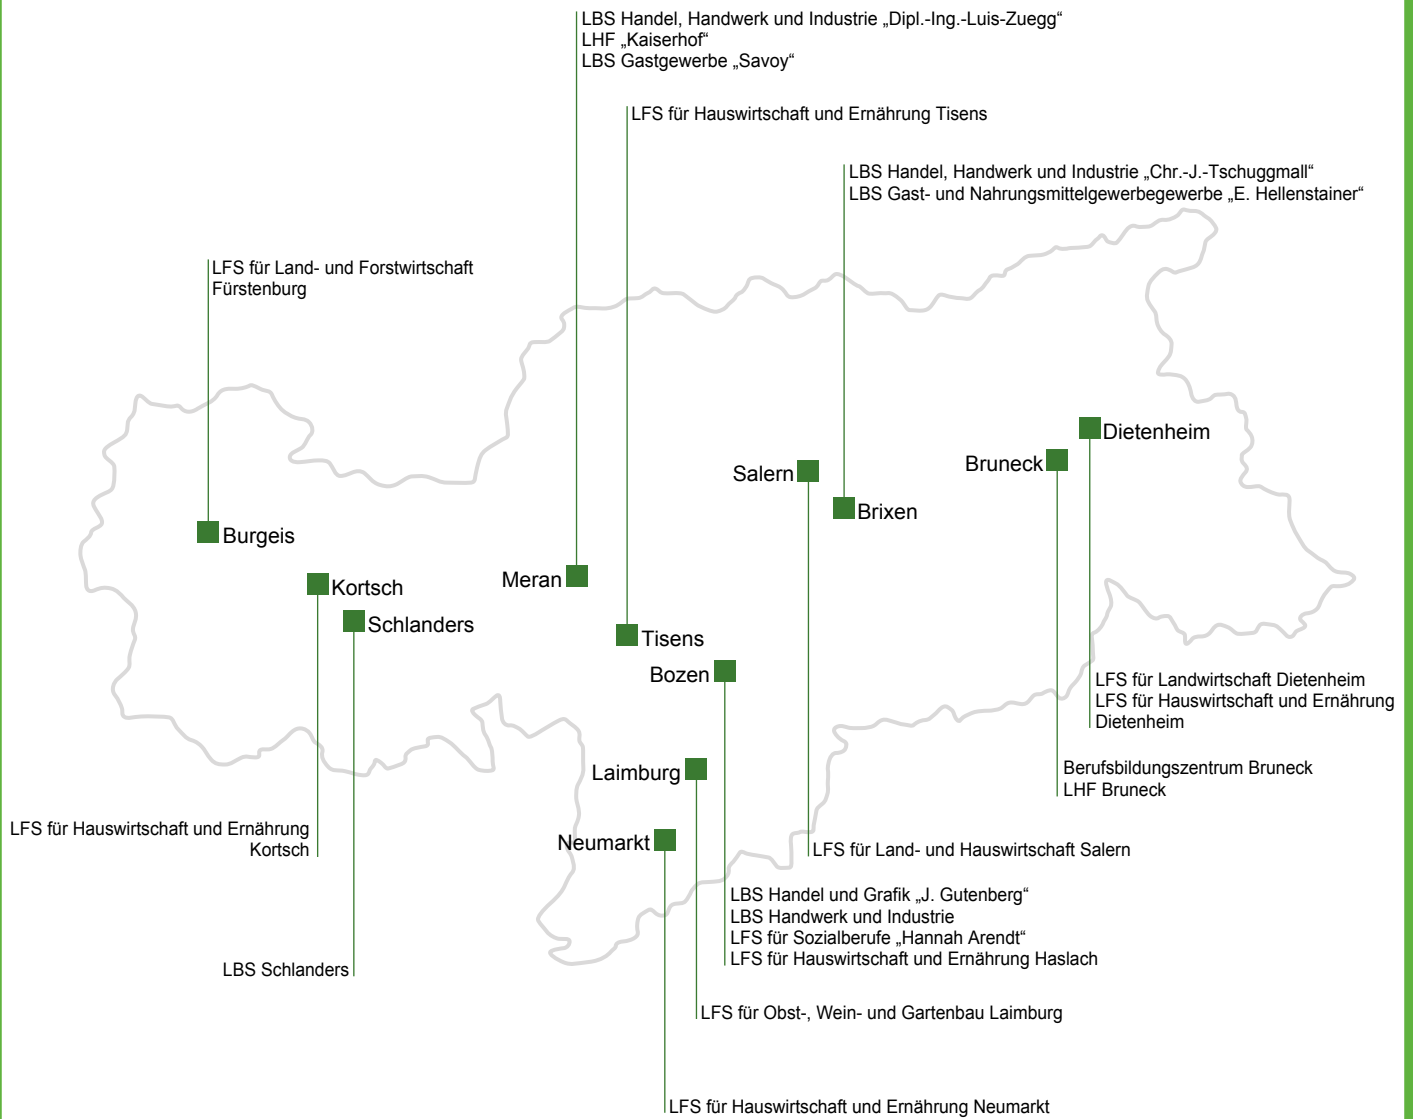 LBS Handel, Handwerk und Industrie „Dipl.-Ing.-Luis-Zuegg“
LHF „Kaiserhof“
LBS Gastgewerbe „Savoy“
LFS für Hauswirtschaft und Ernährung Tisens
LBS Handel, Handwerk und Industrie „Chr.-J.-Tschuggmall“
LBS Gast- und Nahrungsmittelgewerbegewerbe „E. Hellenstainer“
LFS für Land- und Forstwirtschaft
Fürstenburg
Dietenheim
Bruneck
Salern
Brixen
Burgeis
Meran
Kortsch
Schlanders
Tisens
Bozen
LFS für Landwirtschaft Dietenheim
LFS für Hauswirtschaft und Ernährung
Dietenheim
Laimburg
Berufsbildungszentrum Bruneck
LHF Bruneck
LFS für Hauswirtschaft und Ernährung
Kortsch
Neumarkt
LFS für Land- und Hauswirtschaft Salern
LBS Handel und Grafik „J. Gutenberg“
LBS Handwerk und Industrie
LFS für Sozialberufe „Hannah Arendt“
LFS für Hauswirtschaft und Ernährung Haslach
LBS Schlanders
LFS für Obst-, Wein- und Gartenbau Laimburg
LFS für Hauswirtschaft und Ernährung Neumarkt